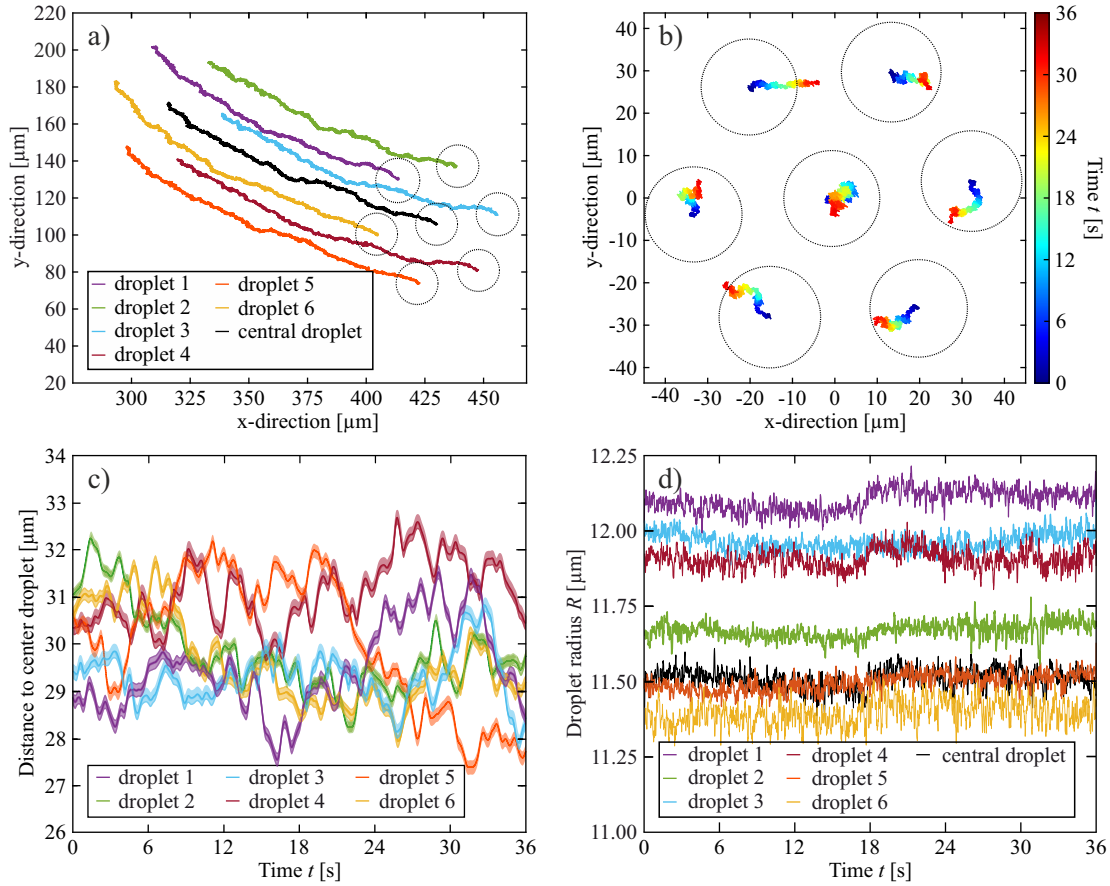 a)
y-direction [µm]
220
200
180
160
140
120
100
80
60
40
20
droplet 1
droplet 2
droplet 3
droplet 4
droplet 5
droplet 6
central droplet
300 325 350 375 400 425 450
x-direction [µm]
b)
y-direction [µm]
40
30
20
10
0
-10
-20
-30
-40
-40 -30 -20 -10 0 10 20 30 40
x-direction [µm]
36
30
24
18
12
6
0
Time t [s]
c)
Distance to center droplet [µm]
34
33
32
31
30
29
28
27
26
droplet 1
droplet 2
droplet 3
droplet 4
droplet 5
droplet 6
0 6 12 18 24 30 36
Time t [s]
d)
Droplet radius R [µm]
12.25
12.00
11.75
11.50
11.25
11.00
droplet 1
droplet 2
droplet 3
droplet 4
droplet 5
droplet 6
central droplet
0 6 12 18 24 30 36
Time t [s]